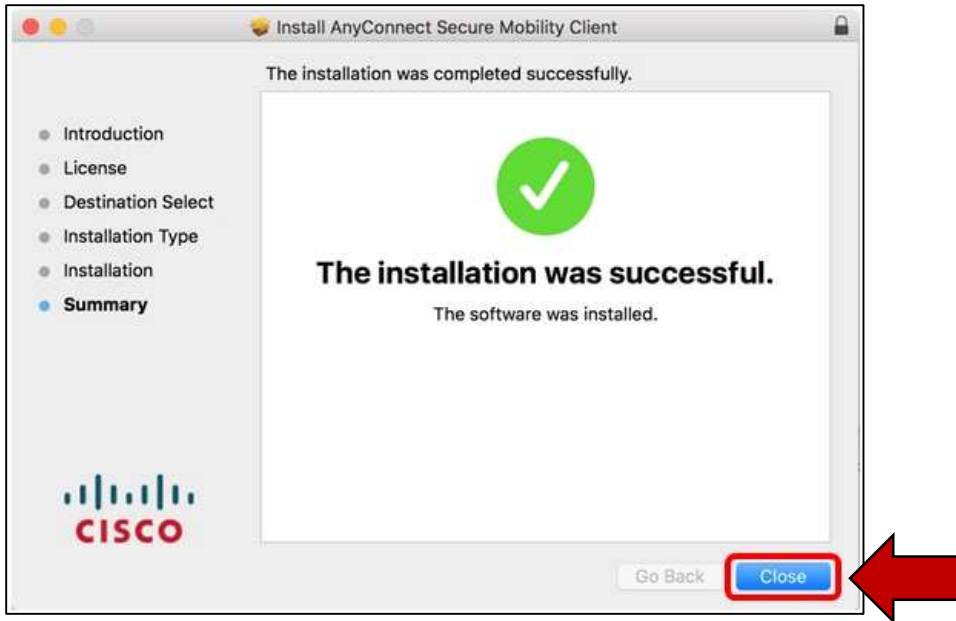 Install AnyConnect Secure Mobility Client
The installation was completed successfully.
Introduction
License
Destination Select
Installation Type
Installation
Summary
The installation was successful.
The software was installed.
CISCO
Go Back
Close